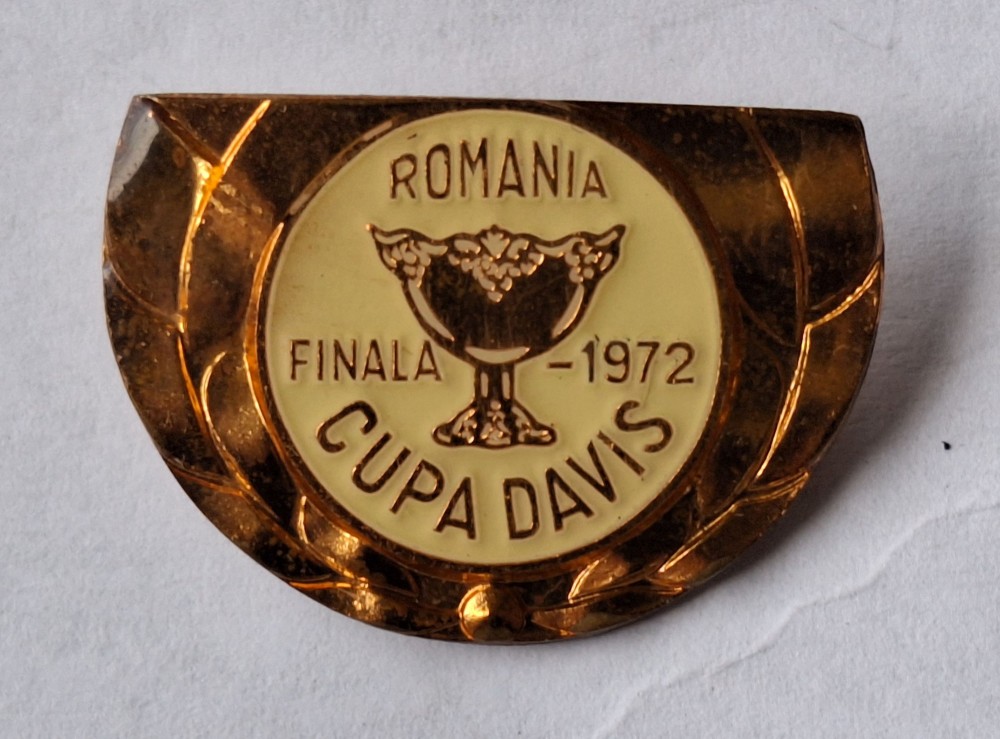 ROMANIA
FINALA -1972
CUPA DAVIS